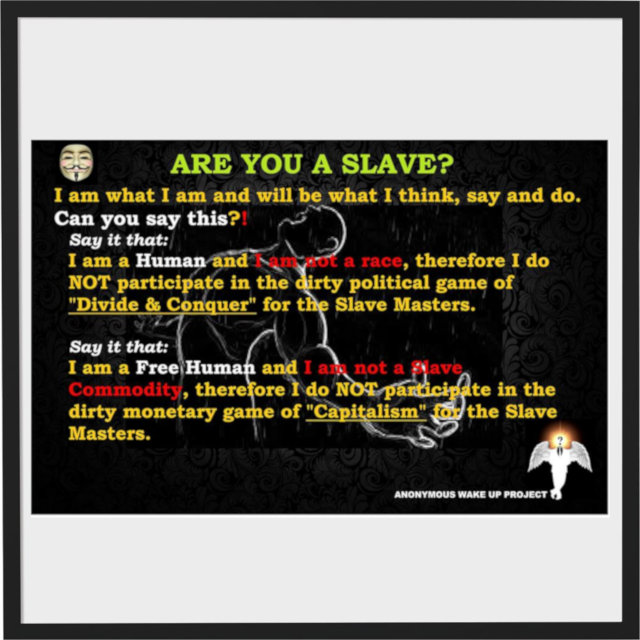 ARE YOU A SLAVE?
I am what I am and will be what I think, say and do.
Can you say this?!
Say it that:
I am a Human and I am not a race, therefore I do
NOT participate in the dirty political game of
"Divide & Conquer" for the Slave Masters.
Say it that:
I am a Free Human and I am not a Slave
Commodity, therefore I do NOT participate in the
dirty monetary game of "Capitalism" for the Slave
Masters.
?
ANONYMOUS WAKE UP PROJECT